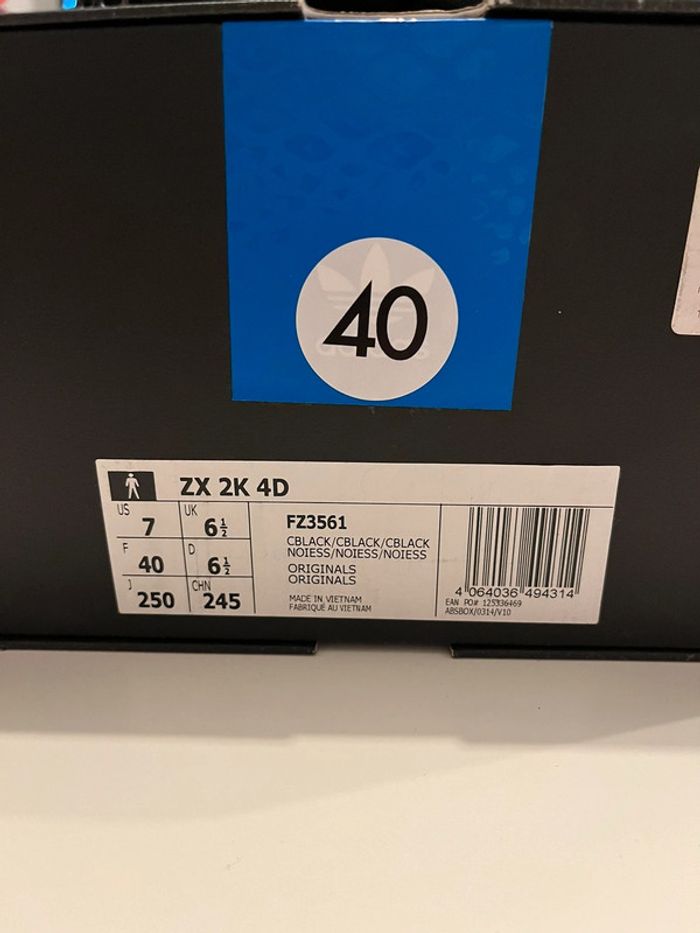 40
ZX 2K 4D
US 7 UK 6½
F 40 D 6½
J 250 CHN 245
FZ3561
CBLACK/CBLACK/CBLACK
NOIESS/NOIESS/NOIESS
ORIGINALS
ORIGINALS
MADE IN VIETNAM
FABRIQUÉ AU VIETNAM
4 064036 494314
EAN PO# 125336469
ABSBOX/0314/V10